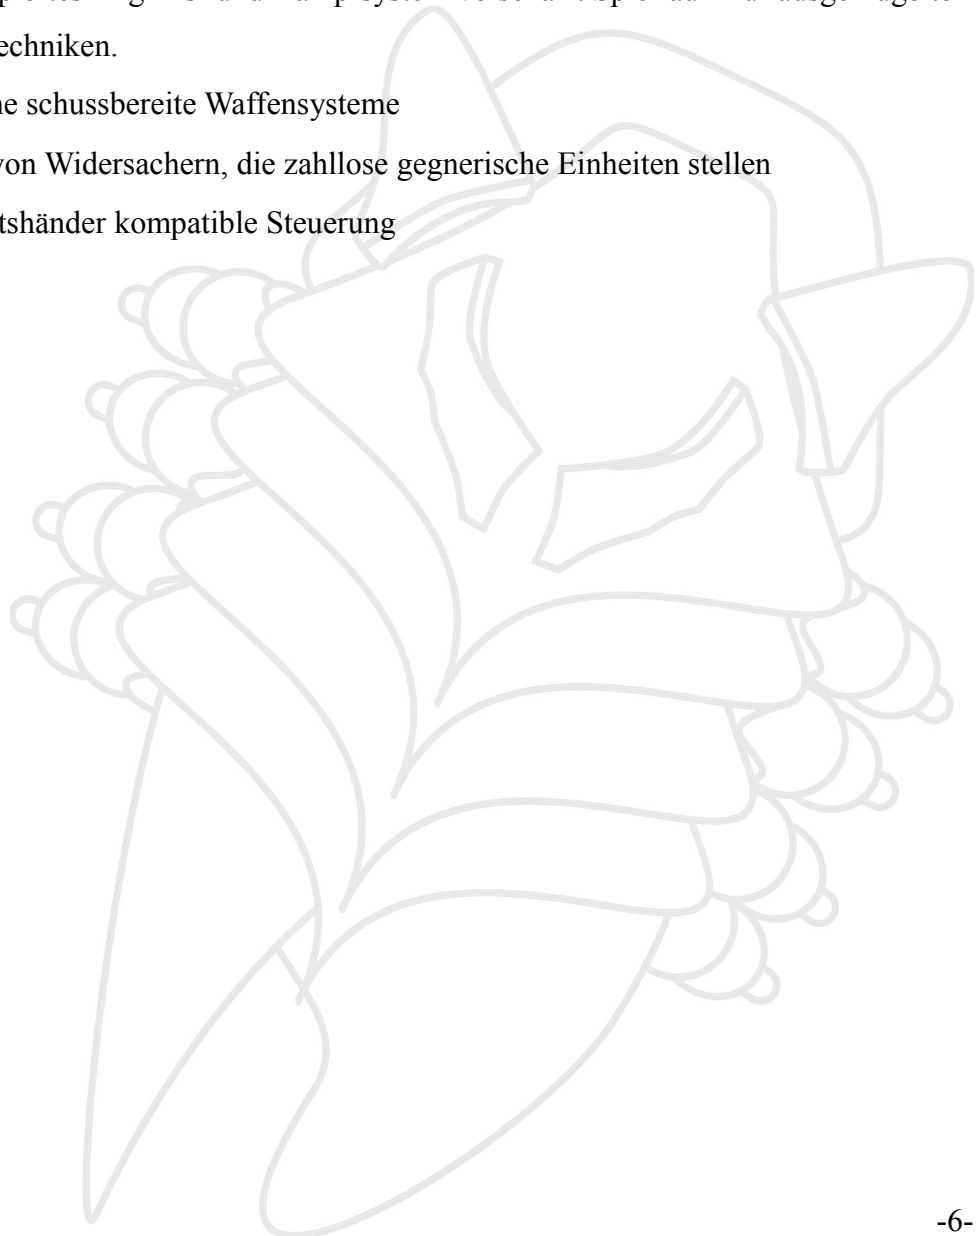 echniken.
ne schussbereite Waffensysteme
von Widersachern, die zahllose gegnerische Einheiten stellen
tshänder kompatible Steuerung
-6-